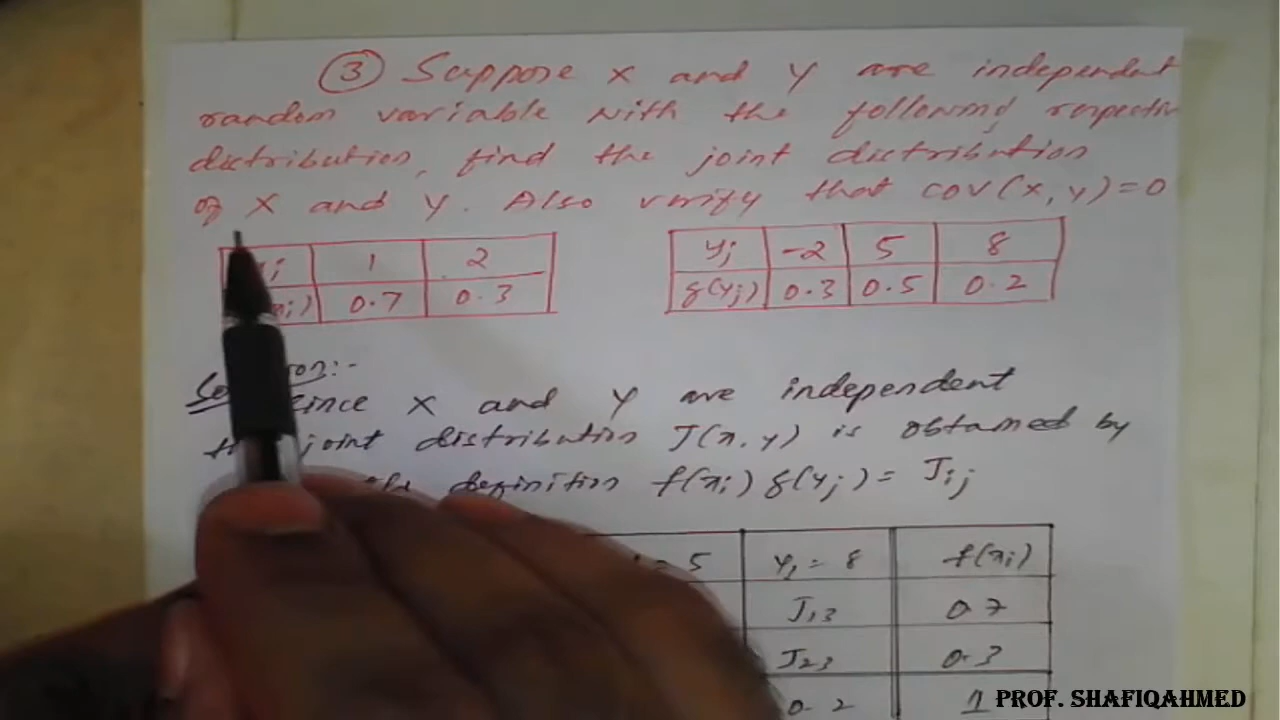 ③ Suppose X and Y are independent
random variable with the following respectiv
distribution, find the joint distribution
of X and Y. Also verify that COV(X, Y)=0
1 2
0.7 0.3
yj -2 5 8
g(yj) 0.3 0.5 0.2
since X and Y are independent
joint distribution J(x, y) is obtained by
the definition f(xi) g(yj) = Jij
= 5 Y, = 8 f(xi)
J13 0.7
J23 0.3
0.2 1
PROF. SHAFIQAHMED